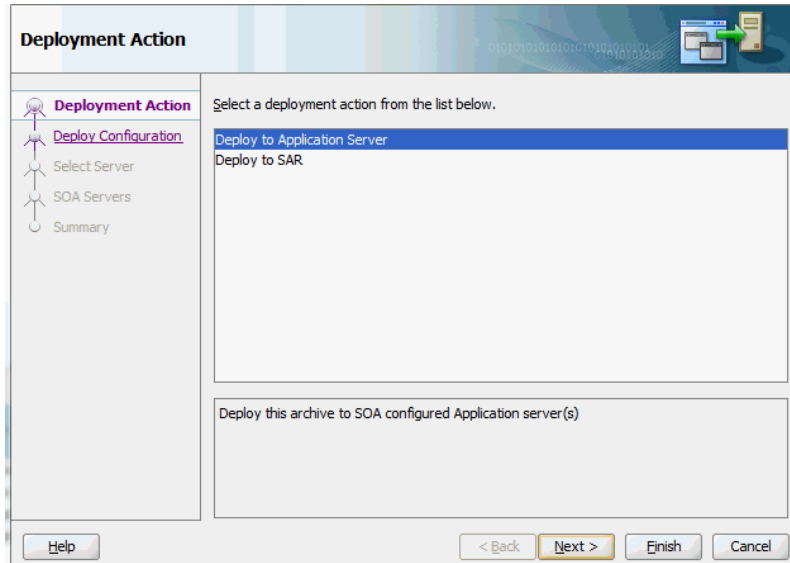 Deployment Action
Deployment Action
Deploy Configuration
Select Server
SOA Servers
Summary
Select a deployment action from the list below.
Deploy to Application Server
Deploy to SAR
Deploy this archive to SOA configured Application server(s)
Help
< Back
Next >
Finish
Cancel